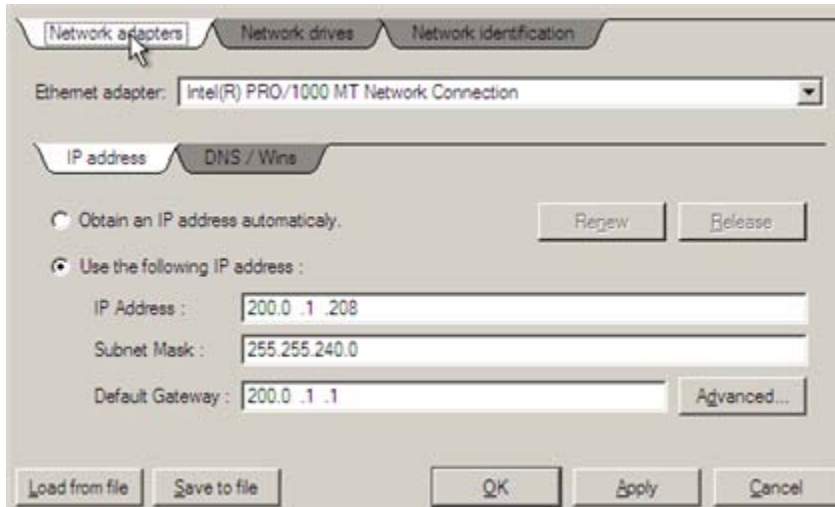 Network adapters Network drives Network identification
Ethernet adapter: Intel(R) PRO/1000 MT Network Connection
IP address DNS / Wins
Obtain an IP address automaticaly. Renew Release
Use the following IP address :
IP Address : 200.0 .1 .208
Subnet Mask : 255.255.240.0
Default Gateway : 200.0 .1 .1 Advanced...
Load from file Save to file OK Apply Cancel